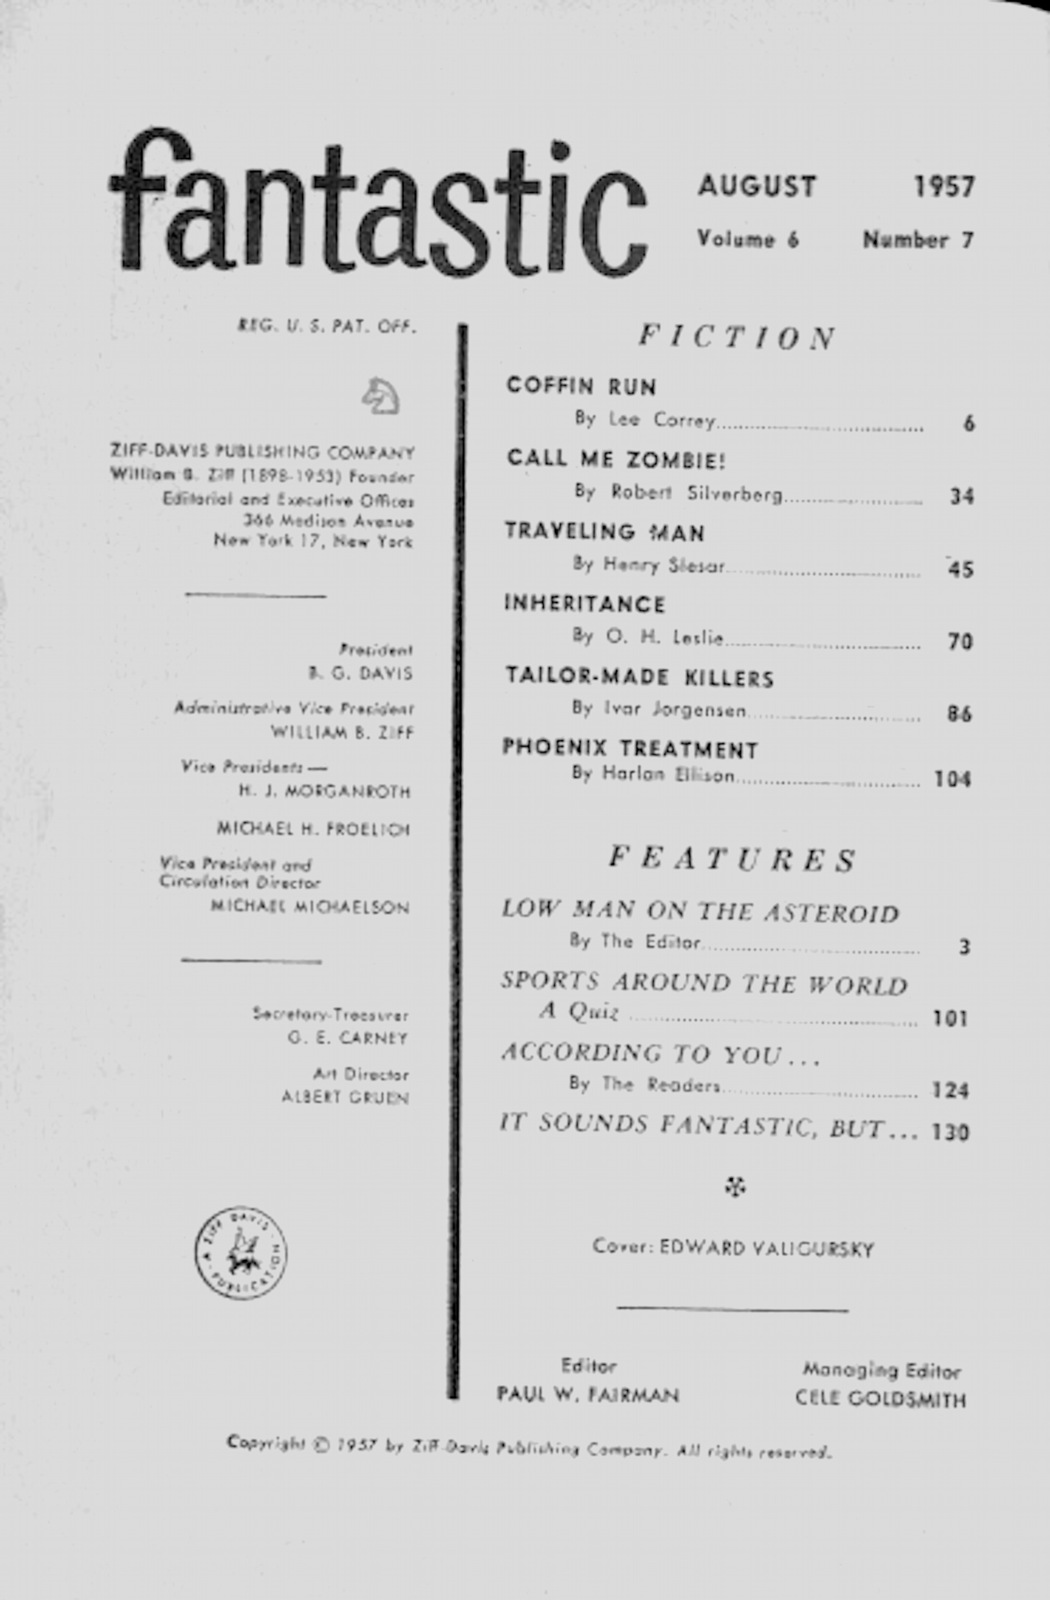 fantastic
AUGUST 1957
Volume 6 Number 7
REG. U. S. PAT. OFF.
ZIFF-DAVIS PUBLISHING COMPANY
William B. Ziff (1898-1953) Founder
Editorial and Executive Offices
366 Madison Avenue
New York 17, New York
President
B. G. DAVIS
Administrative Vice President
WILLIAM B. ZIFF
Vice Presidents—
H. J. MORGANROTH
MICHAEL H. FROELICH
Vice President and
Circulation Director
MICHAEL MICHAELSON
Secretary-Treasurer
G. E. CARNEY
Art Director
ALBERT GRUEN
A ZIFF DAVIS PUBLICATION
FICTION
COFFIN RUN
By Lee Correy 6
CALL ME ZOMBIE!
By Robert Silverberg 34
TRAVELING MAN
By Henry Slesar 45
INHERITANCE
By O. H. Leslie 70
TAILOR-MADE KILLERS
By Ivar Jorgensen 86
PHOENIX TREATMENT
By Harlan Ellison 104
FEATURES
LOW MAN ON THE ASTEROID
By The Editor 3
SPORTS AROUND THE WORLD
A Quiz 101
ACCORDING TO YOU...
By The Readers 124
IT SOUNDS FANTASTIC, BUT... 130
Cover: EDWARD VALIGURSKY
Editor
PAUL W. FAIRMAN
Managing Editor
CELE GOLDSMITH
Copyright © 1957 by Ziff-Davis Publishing Company. All rights reserved.